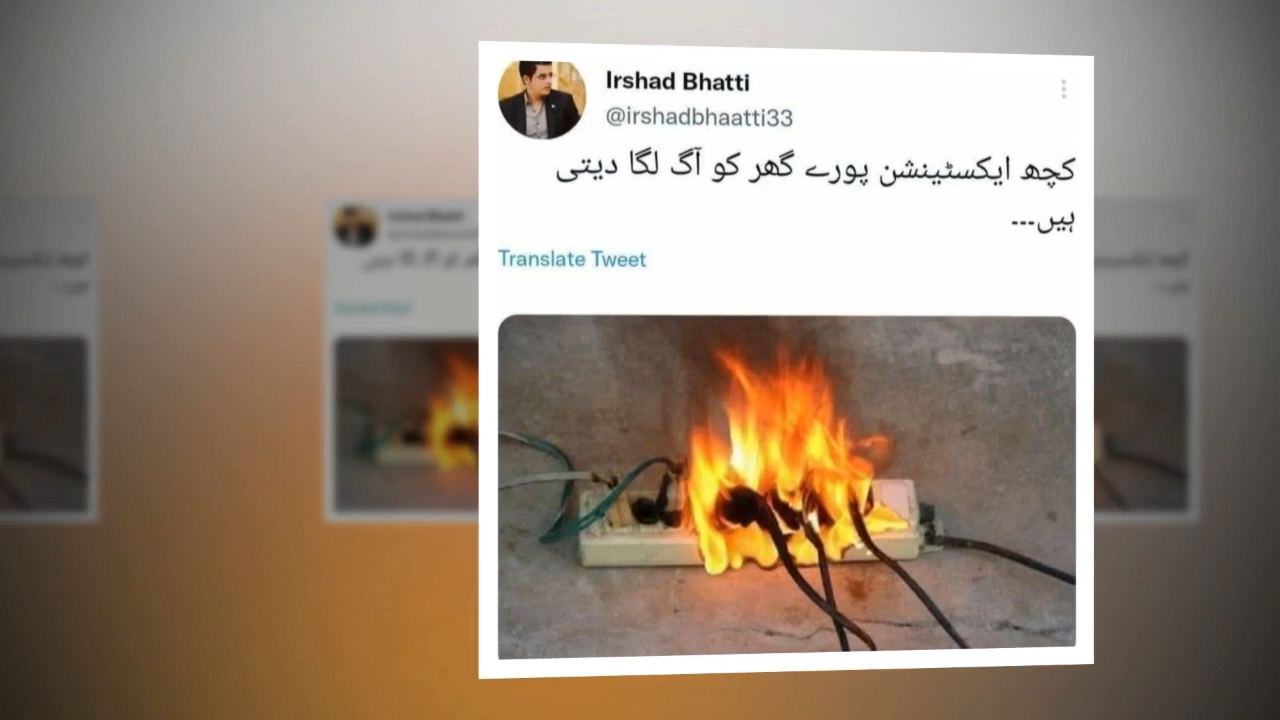 Irshad Bhatti
@irshadbhaatti33
کچھ ایکسٹینشن پورے گھر کو آگ لگا دیتی
ہیں---
Translate Tweet